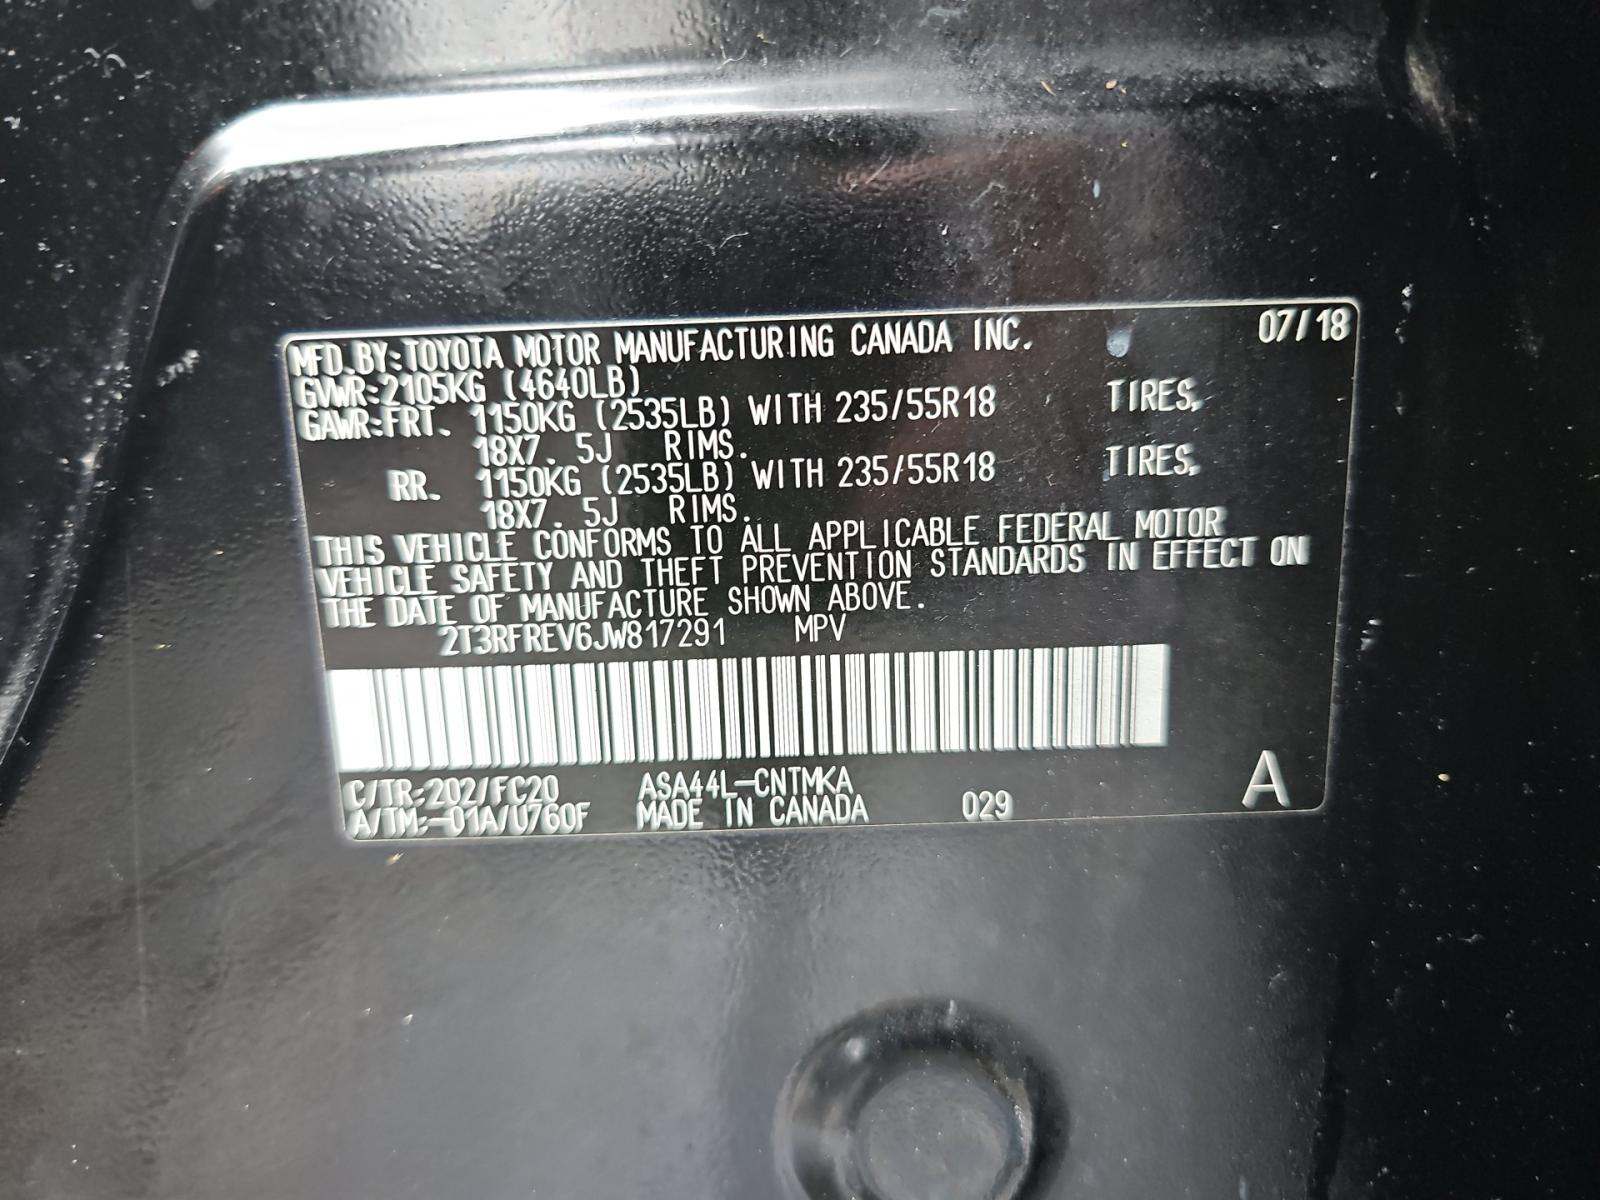 MFD.BY:TOYOTA MOTOR MANUFACTURING CANADA INC. 07/18
GVWR:2105KG (4640LB)
GAWR:FRT. 1150KG (2535LB) WITH 235/55R18 TIRES,
18X7.5J RIMS.
RR. 1150KG (2535LB) WITH 235/55R18 TIRES,
18X7.5J RIMS.
THIS VEHICLE CONFORMS TO ALL APPLICABLE FEDERAL MOTOR
VEHICLE SAFETY AND THEFT PREVENTION STANDARDS IN EFFECT ON
THE DATE OF MANUFACTURE SHOWN ABOVE.
2T3RFREV6JW817291 MPV
C/TR:202/FC20 ASA44L-CNTMKA A
A/TM:-01A/U760F MADE IN CANADA 029